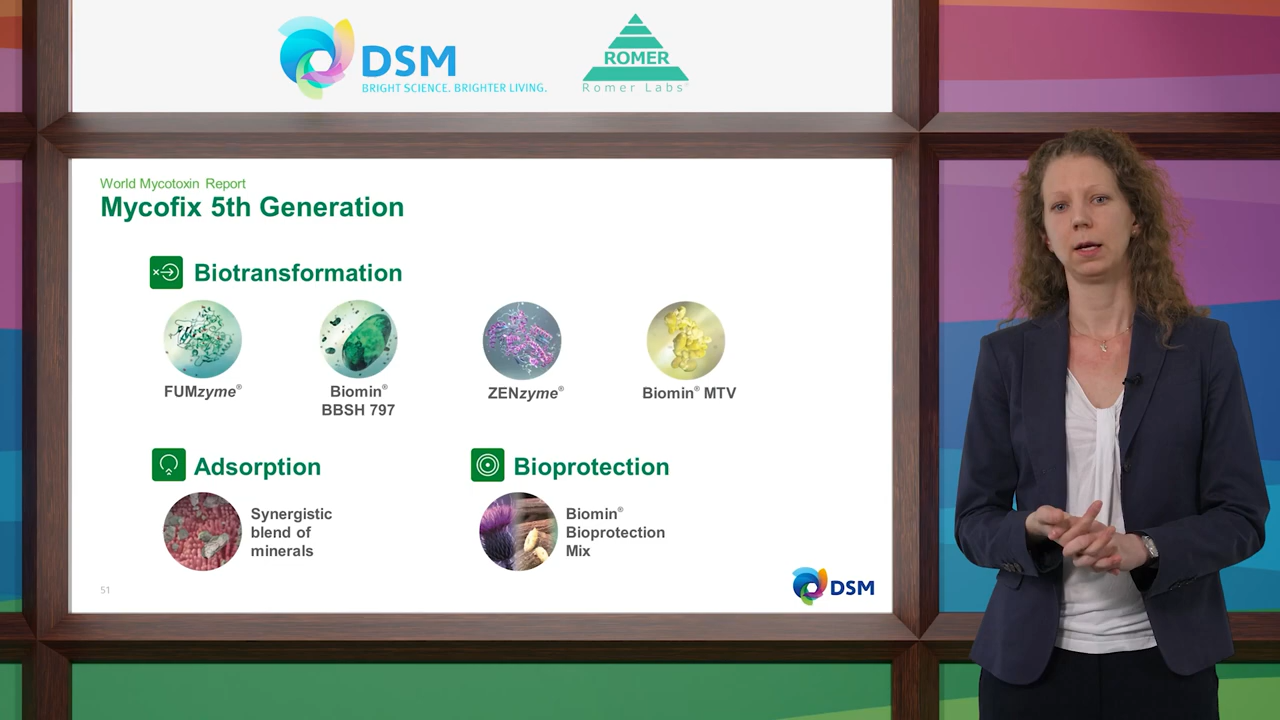 DSM
BRIGHT SCIENCE. BRIGHTER LIVING.
ROMER
Romer Labs®
World Mycotoxin Report
Mycofix 5th Generation
Biotransformation
FUMzyme®
Biomin®
BBSH 797
ZENzyme®
Biomin® MTV
Adsorption
Synergistic
blend of
minerals
Bioprotection
Biomin®
Bioprotection
Mix
51
DSM